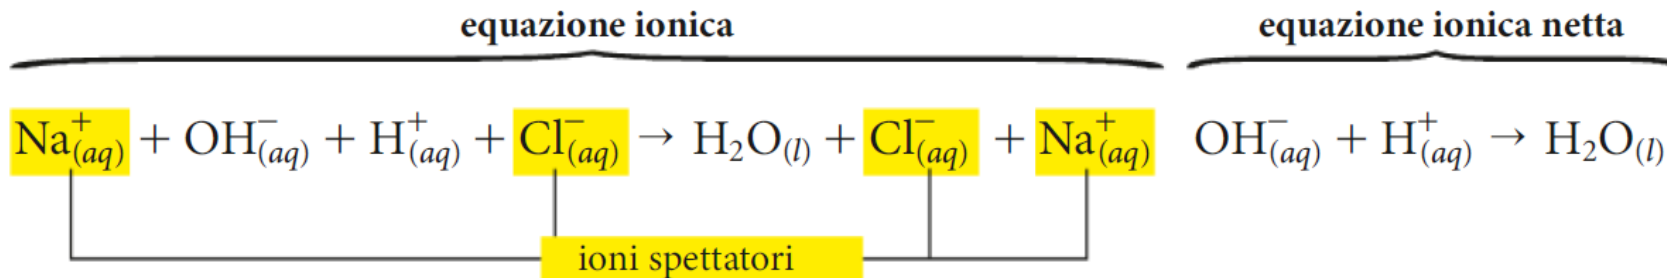 equazione ionica equazione ionica netta
Na⁺(aq) + OH⁻(aq) + H⁺(aq) + Cl⁻(aq) → H₂O(l) + Cl⁻(aq) + Na⁺(aq) OH⁻(aq) + H⁺(aq) → H₂O(l)
ioni spettatori